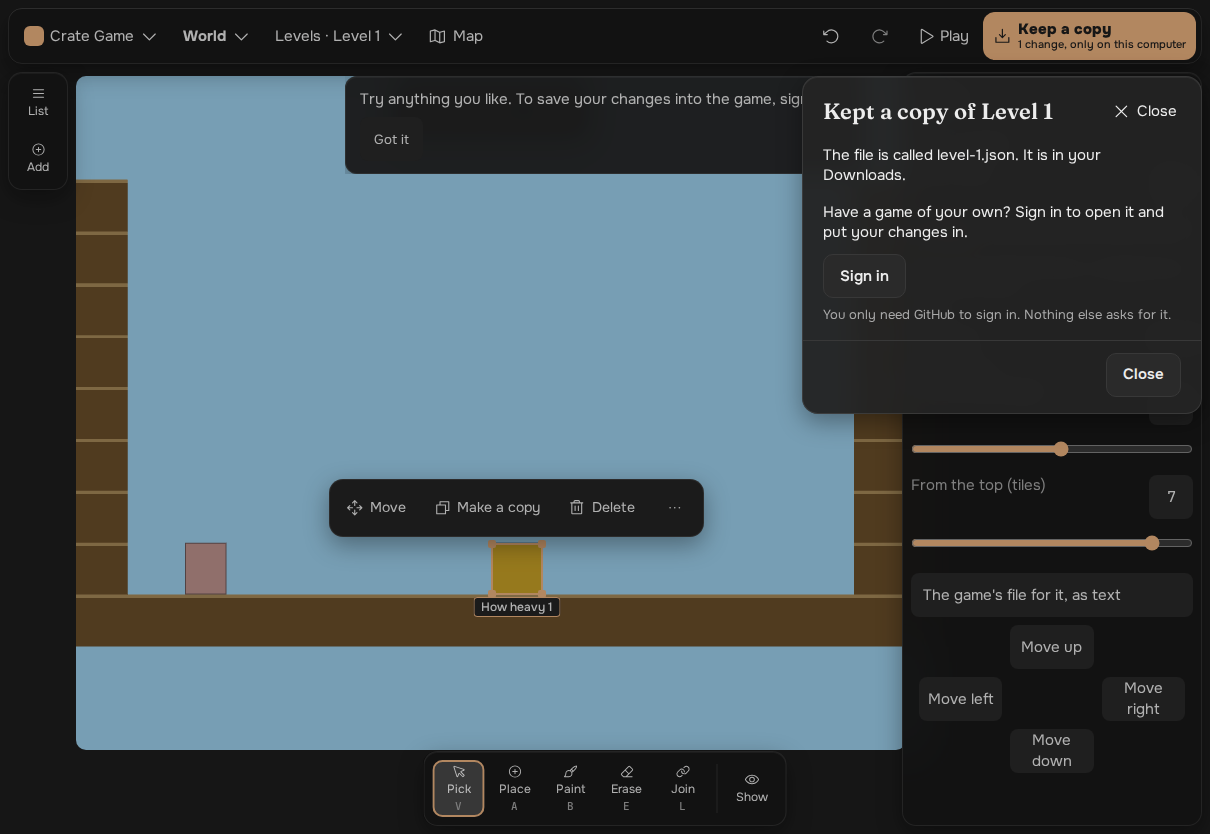 Crate Game
World
Levels · Level 1
Map
Play
Keep a copy
1 change, only on this computer
List
Add
Try anything you like. To save your changes into the game,
Got it
Kept a copy of Level 1
Close
The file is called level-1.json. It is in your
Downloads.
Have a game of your own? Sign in to open it and
put your changes in.
Sign in
You only need GitHub to sign in. Nothing else asks for it.
Close
Move
Make a copy
Delete
···
How heavy 1
From the top (tiles)
7
The game's file for it, as text
Move up
Move left
Move
right
Move
down
Pick
V
Place
A
Paint
B
Erase
E
Join
L
Show